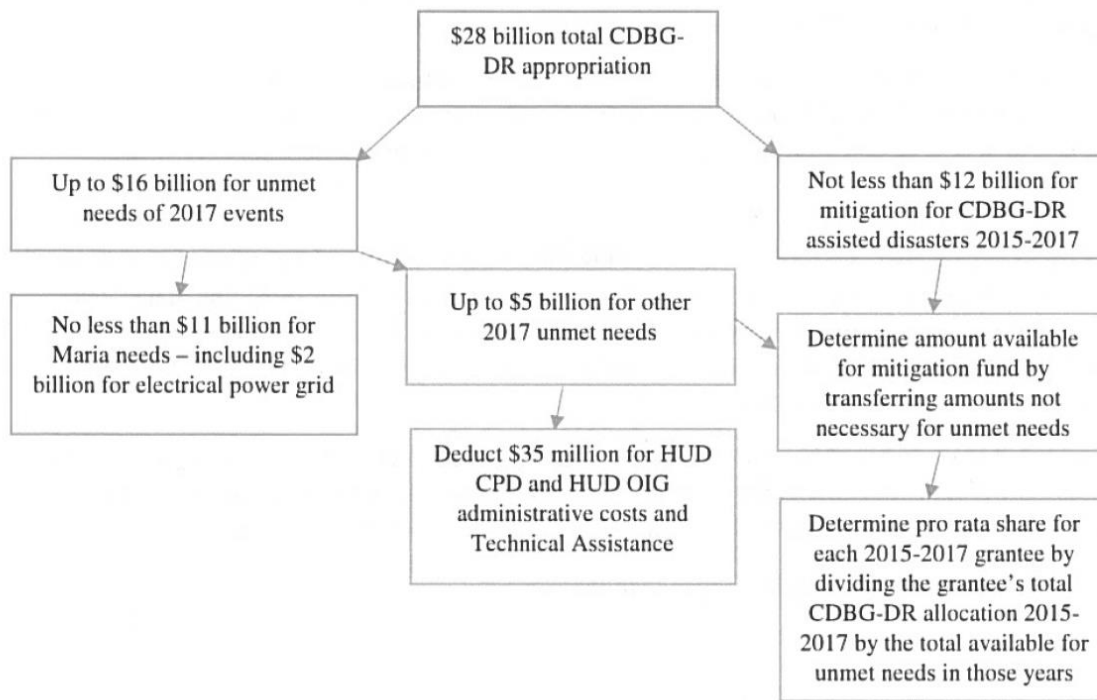 $28 billion total CDBG-
DR appropriation
Up to $16 billion for unmet
needs of 2017 events
Not less than $12 billion for
mitigation for CDBG-DR
assisted disasters 2015-2017
No less than $11 billion for
Maria needs – including $2
billion for electrical power grid
Up to $5 billion for other
2017 unmet needs
Determine amount available
for mitigation fund by
transferring amounts not
necessary for unmet needs
Deduct $35 million for HUD
CPD and HUD OIG
administrative costs and
Technical Assistance
Determine pro rata share for
each 2015-2017 grantee by
dividing the grantee's total
CDBG-DR allocation 2015-
2017 by the total available for
unmet needs in those years